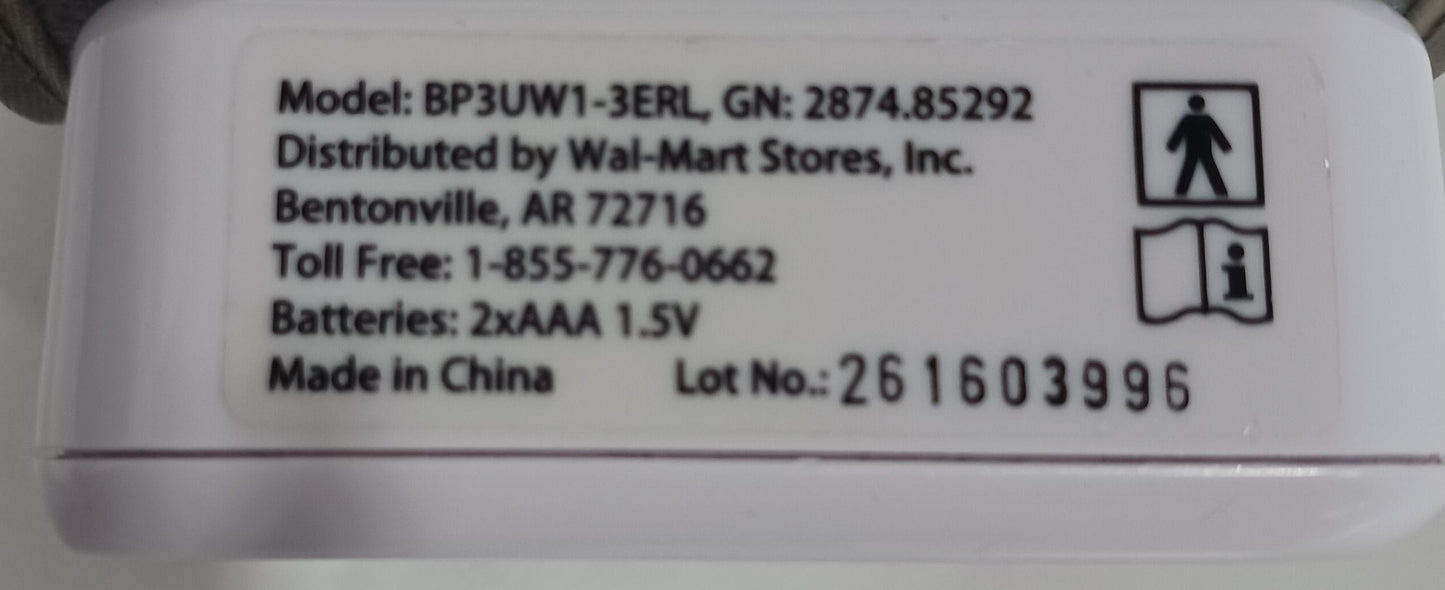 Model: BP3UW1-3ERL, GN: 2874.85292
Distributed by Wal-Mart Stores, Inc.
Bentonville, AR 72716
Toll Free: 1-855-776-0662
Batteries: 2xAAA 1.5V
Made in China Lot No.: 261603996
i